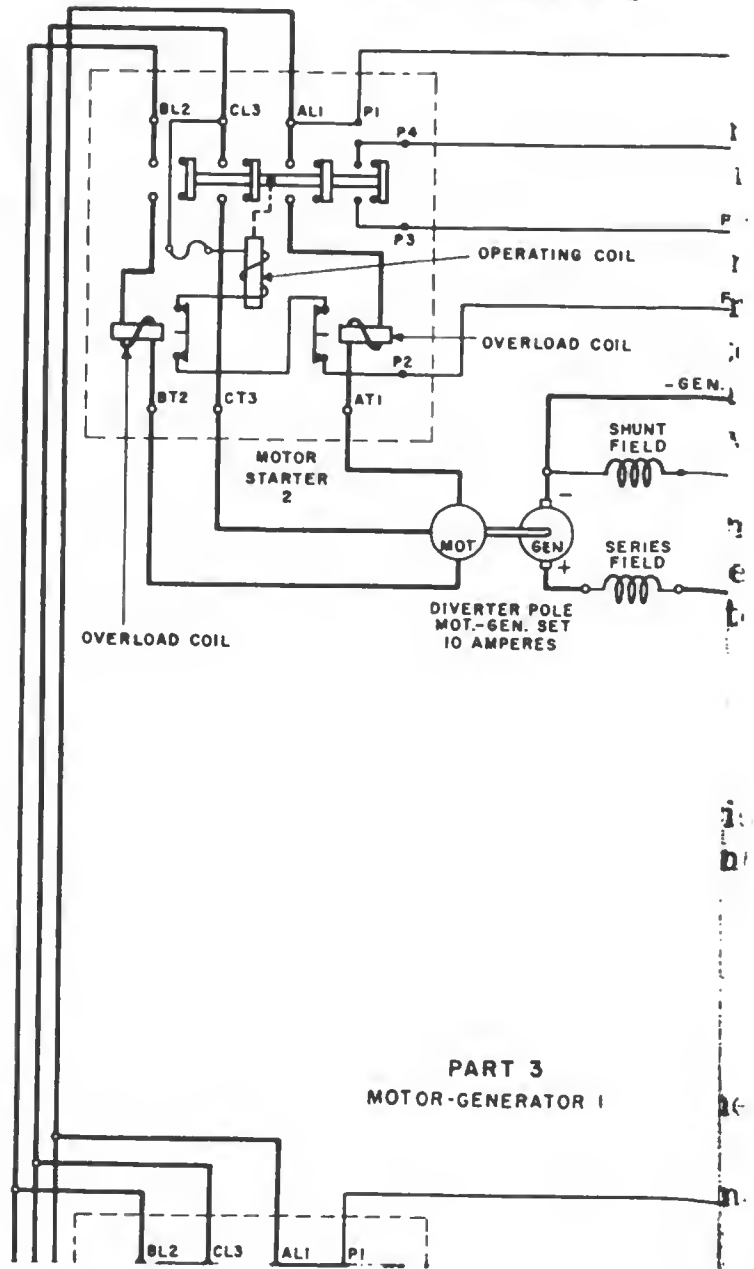 BL2 CL3 AL1 P1
P4
P3
OPERATING COIL
OVERLOAD COIL
P2
BT2 CT3 AT1
-GEN.
MOTOR
STARTER
2
SHUNT
FIELD
-
MOT
GEN
+
SERIES
FIELD
DIVERTER POLE
MOT.-GEN. SET
10 AMPERES
OVERLOAD COIL
PART 3
MOTOR-GENERATOR 1
BL2 CL3 AL1 P1